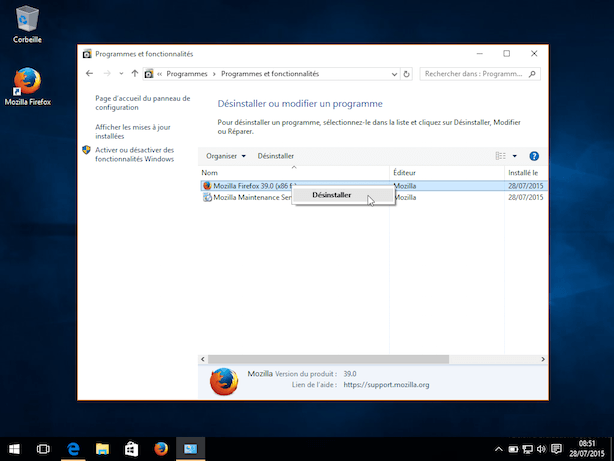 Corbeille
Mozilla Firefox
Programmes et fonctionnalités
« Programmes > Programmes et fonctionnalités
Rechercher dans : Programm...
Page d'accueil du panneau de
configuration
Afficher les mises à jour
installées
Activer ou désactiver des
fonctionnalités Windows
Désinstaller ou modifier un programme
Pour désinstaller un programme, sélectionnez-le dans la liste et cliquez sur Désinstaller, Modifier
ou Réparer.
Organiser Désinstaller
Nom Éditeur Installé le
Mozilla Firefox 39.0 (x86 Mozilla 28/07/2015
Désinstaller
Mozilla Maintenance Ser Mozilla 28/07/2015
Mozilla Version du produit : 39.0
Lien de l'aide : https://support.mozilla.org
08:51
28/07/2015